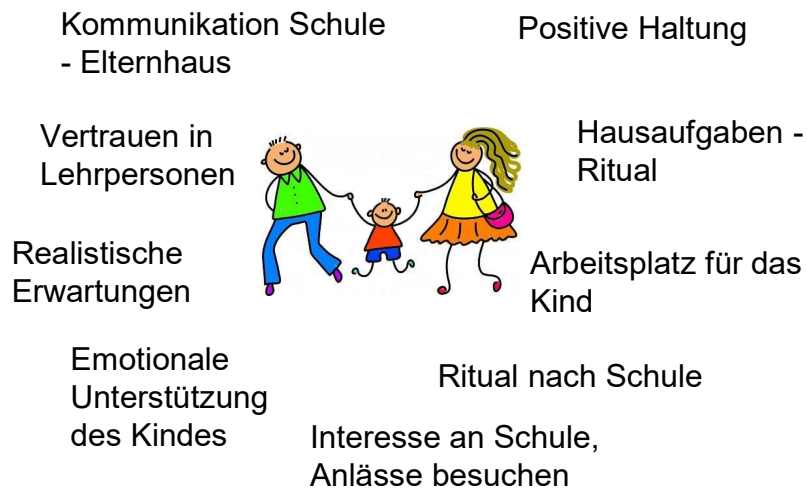 Kommunikation Schule
- Elternhaus
Positive Haltung
Vertrauen in
Lehrpersonen
Hausaufgaben -
Ritual
Realistische
Erwartungen
Arbeitsplatz für das
Kind
Emotionale
Unterstützung
des Kindes
Ritual nach Schule
Interesse an Schule,
Anlässe besuchen